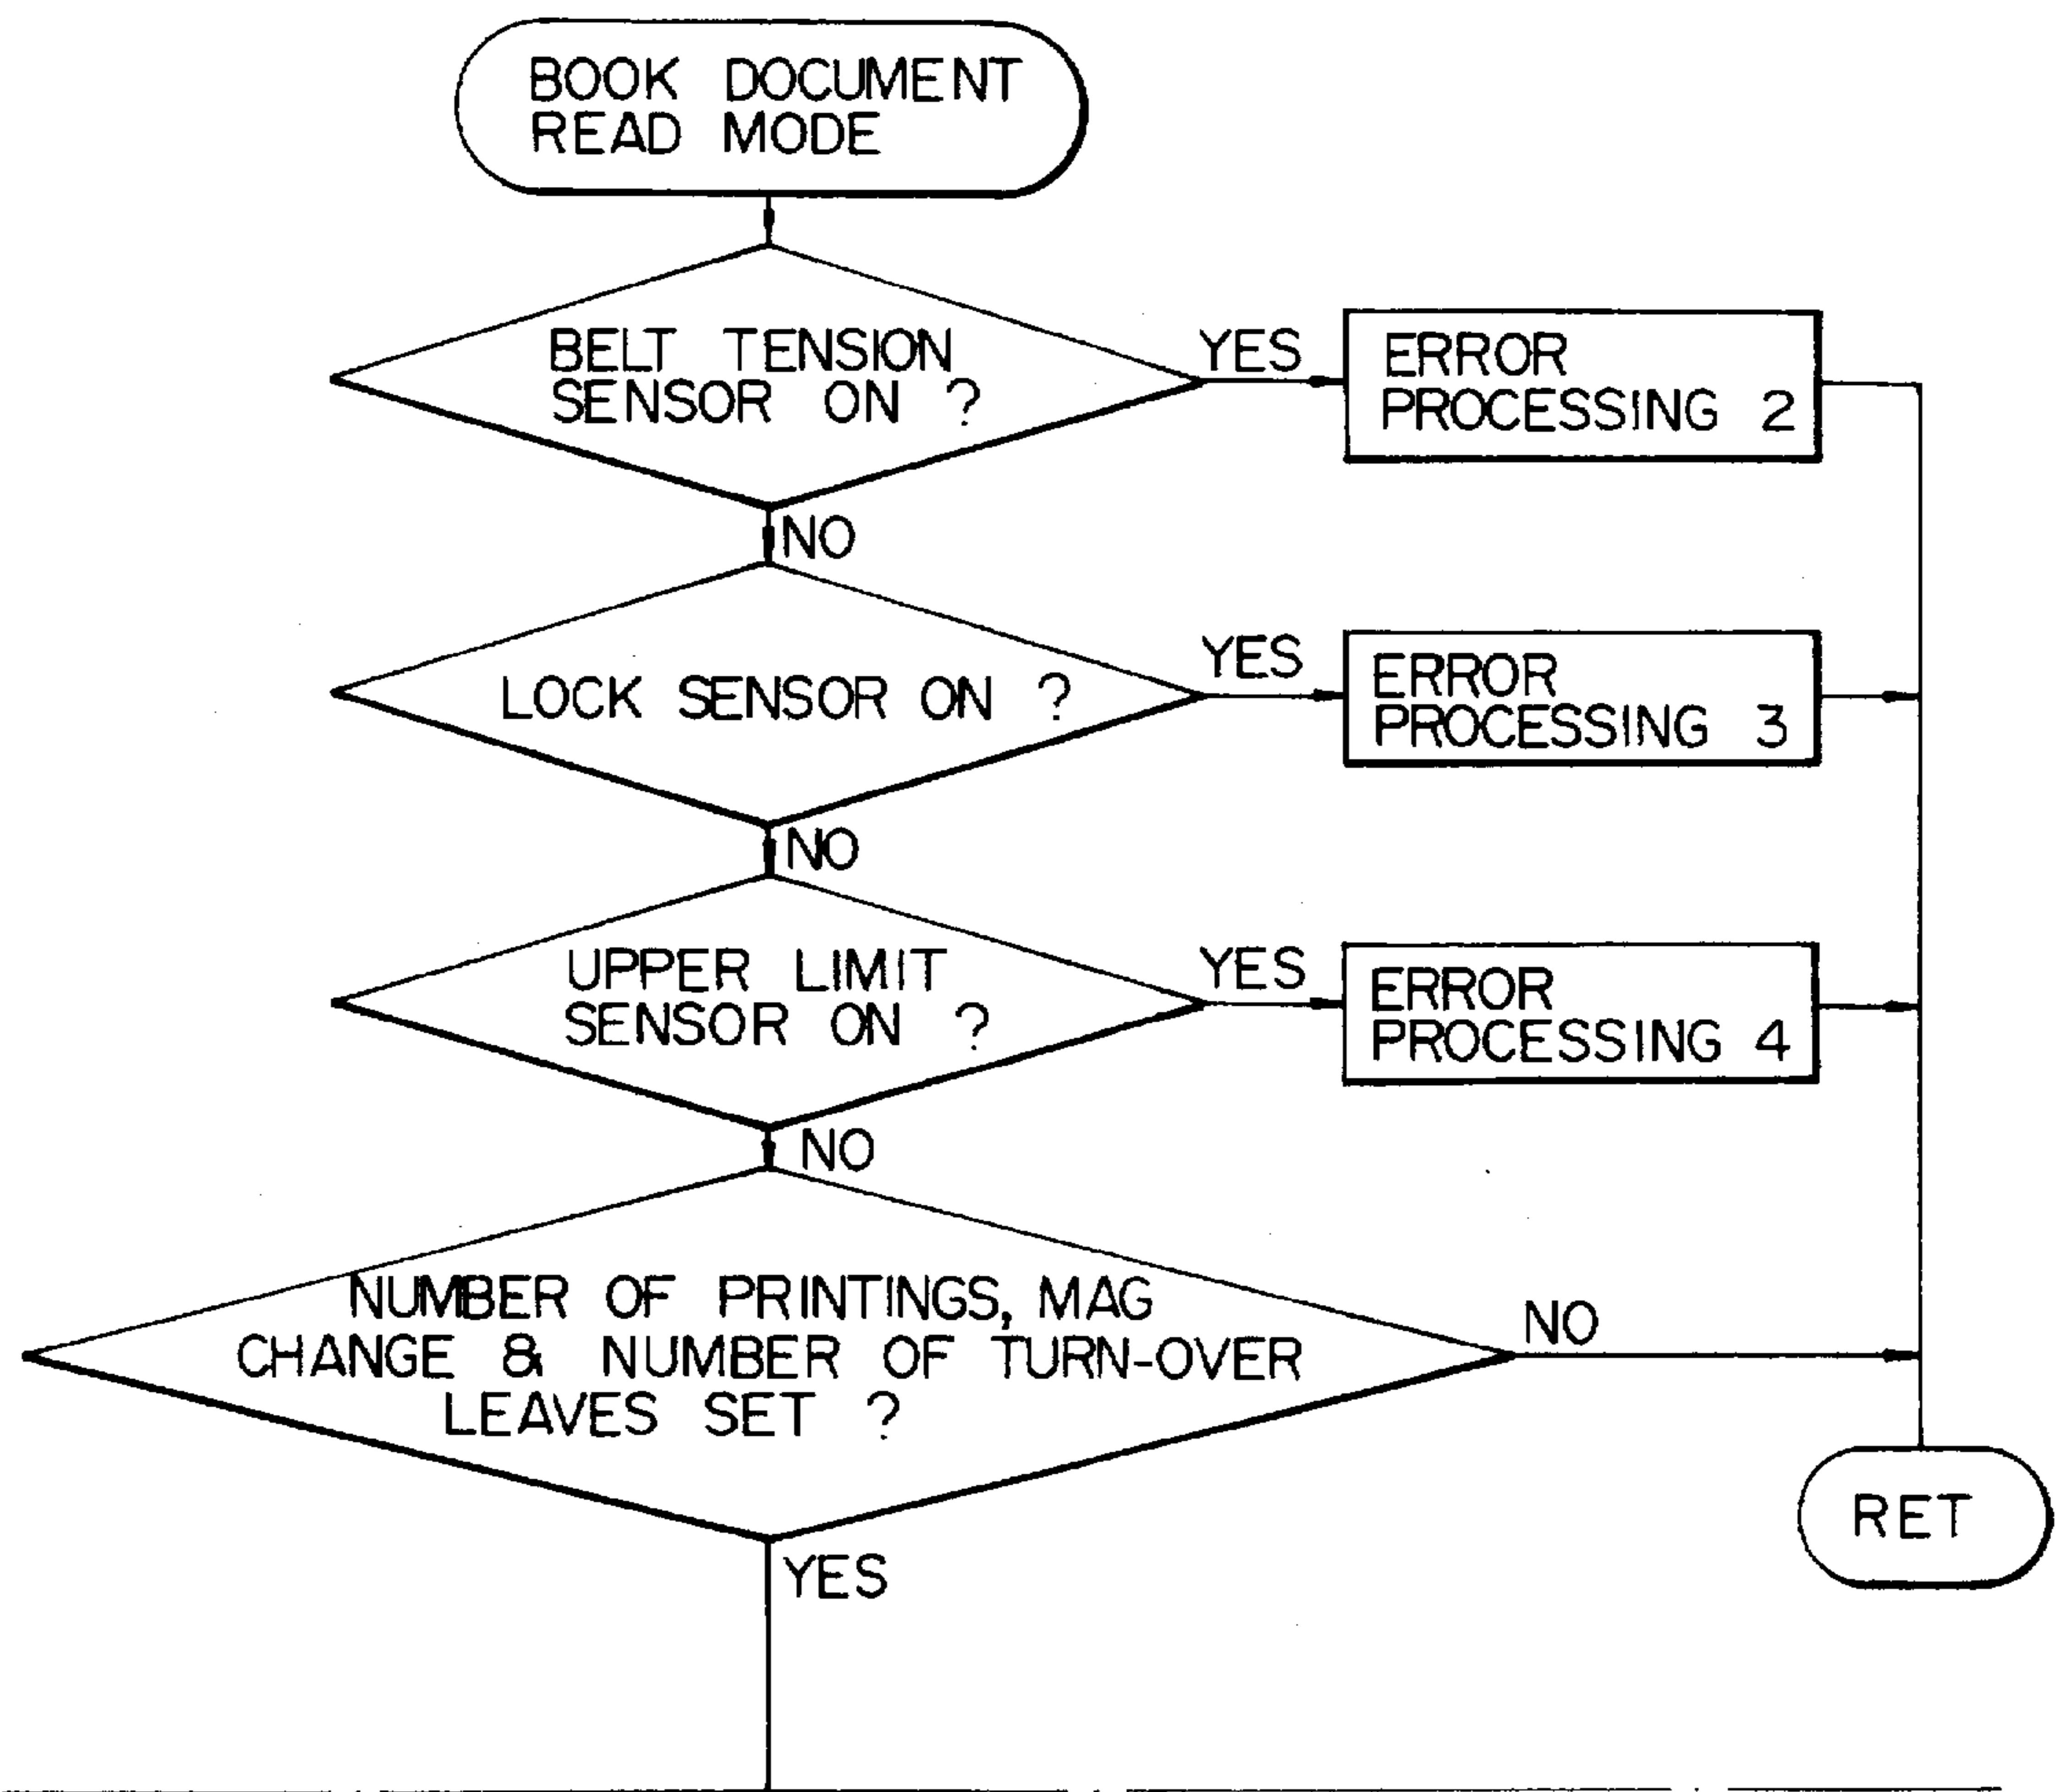 BOOK DOCUMENT
READ MODE
BELT TENSION
SENSOR ON ?
YES
ERROR
PROCESSING 2
NO
LOCK SENSOR ON ?
YES
ERROR
PROCESSING 3
NO
UPPER LIMIT
SENSOR ON ?
YES
ERROR
PROCESSING 4
NO
NUMBER OF PRINTINGS, MAG
CHANGE & NUMBER OF TURN-OVER
LEAVES SET ?
NO
YES
RET